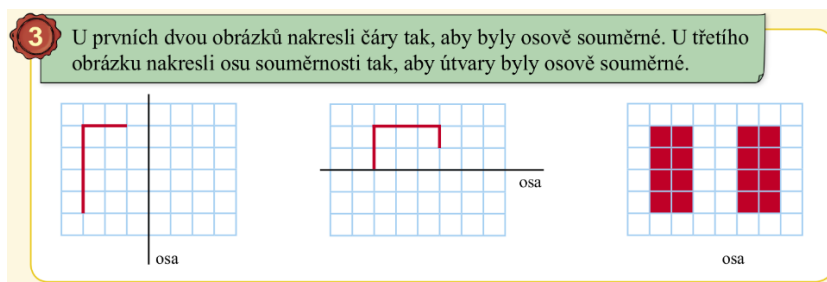 3
U prvních dvou obrázků nakresli čáry tak, aby byly osově souměrné. U třetího
obrázku nakresli osu souměrnosti tak, aby útvary byly osově souměrné.
osa
osa
osa